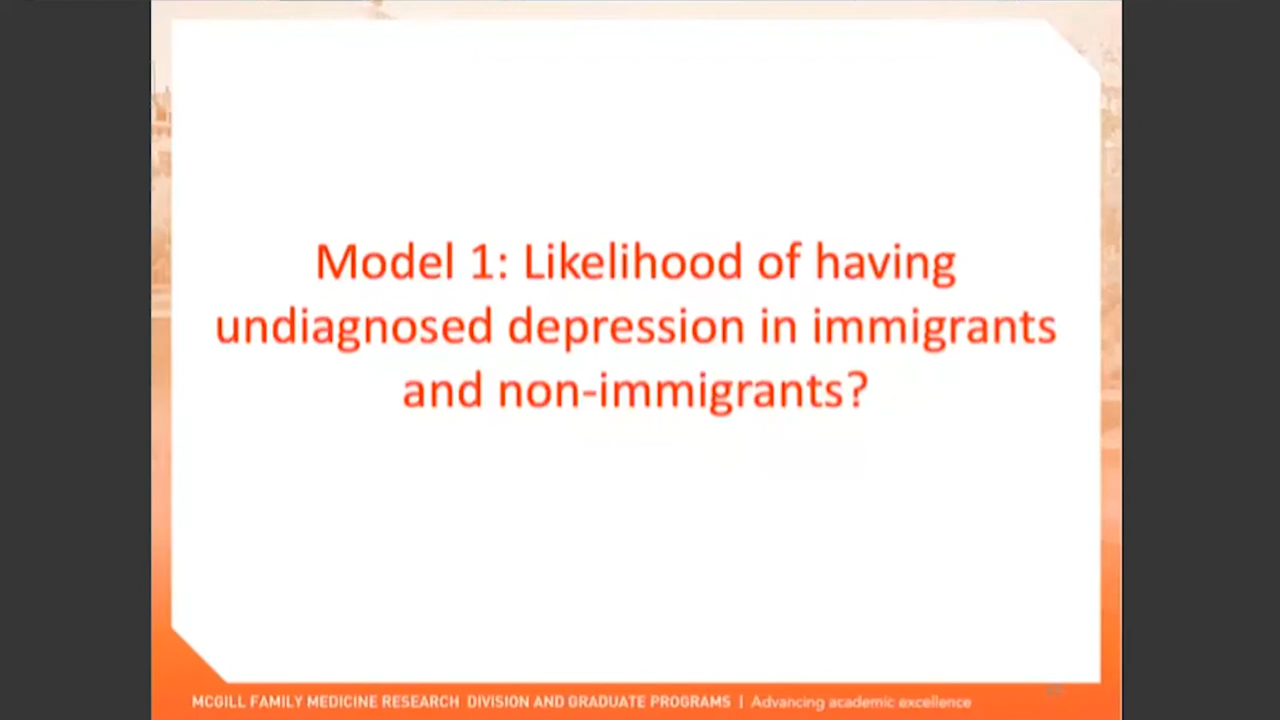 Model 1: Likelihood of having
undiagnosed depression in immigrants
and non-immigrants?
MCGILL FAMILY MEDICINE RESEARCH DIVISION AND GRADUATE PROGRAMS | Advancing academic excellence